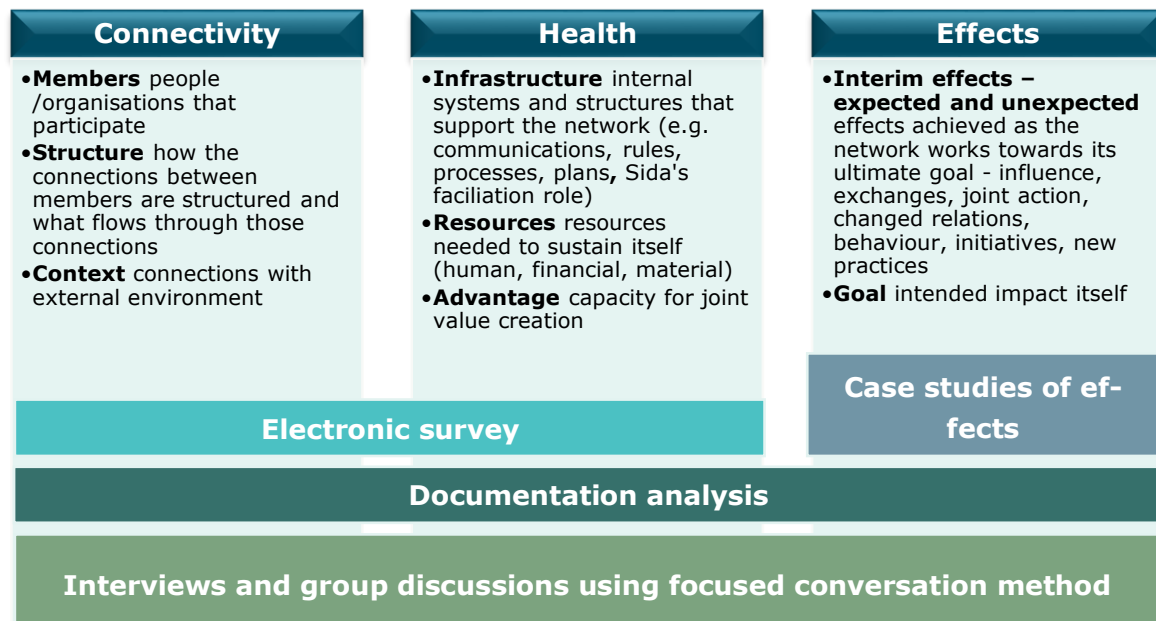 Connectivity
•Members people
/organisations that
participate
•Structure how the
connections between
members are structured and
what flows through those
connections
•Context connections with
external environment
Health
•Infrastructure internal
systems and structures that
support the network (e.g.
communications, rules,
processes, plans, Sida's
faciliation role)
•Resources resources
needed to sustain itself
(human, financial, material)
•Advantage capacity for joint
value creation
Effects
•Interim effects –
expected and unexpected
effects achieved as the
network works towards its
ultimate goal - influence,
exchanges, joint action,
changed relations,
behaviour, initiatives, new
practices
•Goal intended impact itself
Electronic survey
Case studies of ef-
fects
Documentation analysis
Interviews and group discussions using focused conversation method